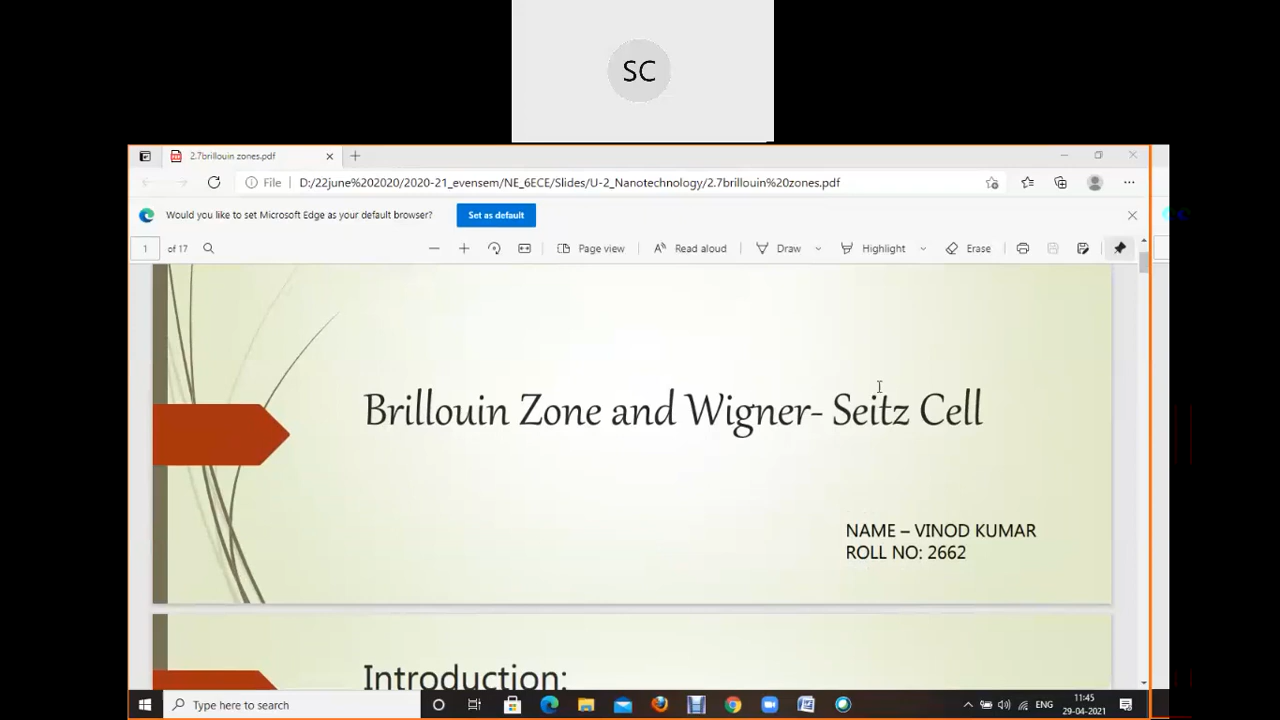 SC
2.7brillouin zones.pdf
File D:/22june%202020/2020-21_evensem/NE_6ECE/Slides/U-2_Nanotechnology/2.7brillouin%20zones.pdf
Would you like to set Microsoft Edge as your default browser? Set as default
1 of 17 Page view Read aloud Draw Highlight Erase
Brillouin Zone and Wigner- Seitz Cell
NAME – VINOD KUMAR
ROLL NO: 2662
Introduction:
Type here to search
ENG
11:45
29-04-2021